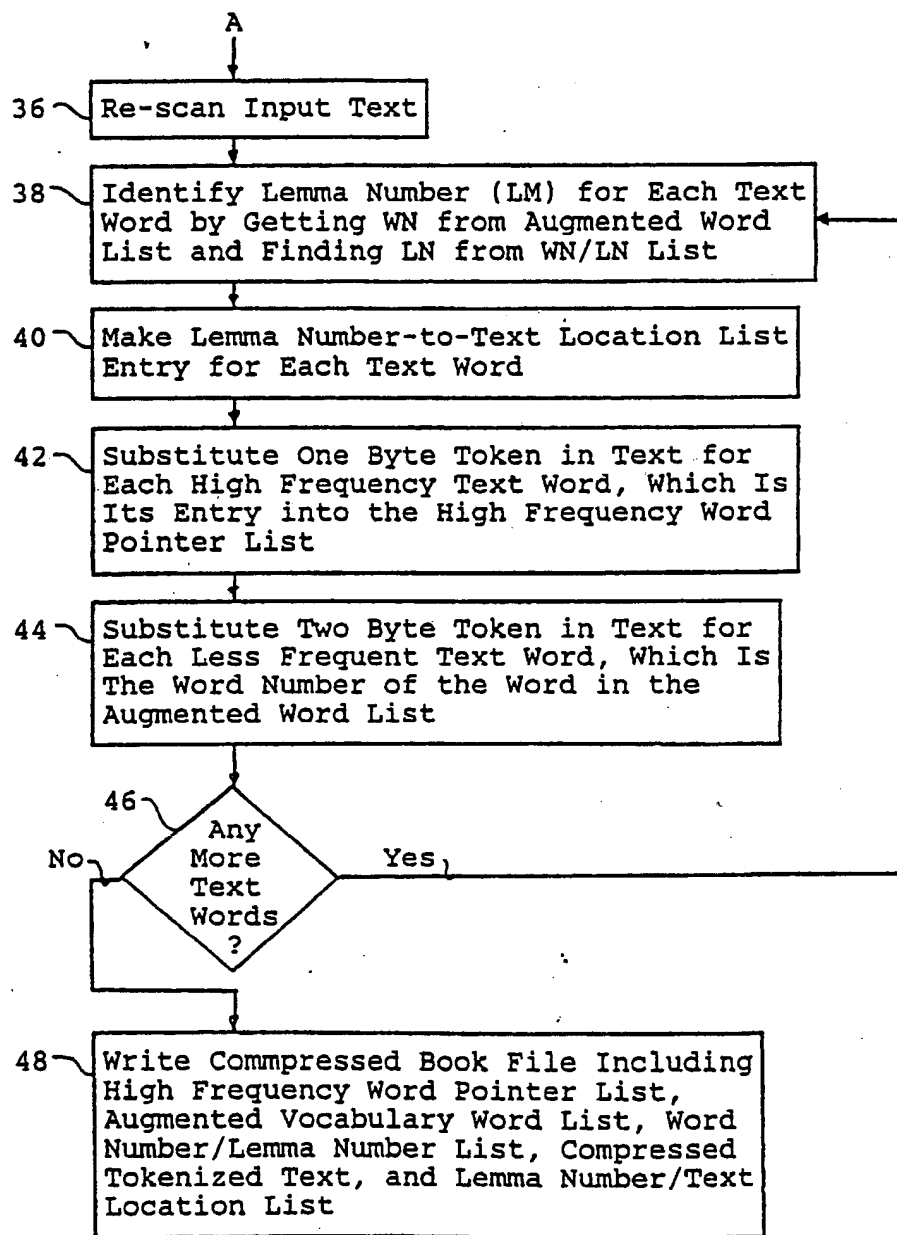 A
36 Re-scan Input Text
38 Identify Lemma Number (LM) for Each Text
Word by Getting WN from Augmented Word
List and Finding LN from WN/LN List
40 Make Lemma Number-to-Text Location List
Entry for Each Text Word
42 Substitute One Byte Token in Text for
Each High Frequency Text Word, Which Is
Its Entry into the High Frequency Word
Pointer List
44 Substitute Two Byte Token in Text for
Each Less Frequent Text Word, Which Is
The Word Number of the Word in the
Augmented Word List
46
Any
No More Yes
Text
Words
?
48 Write Commpressed Book File Including
High Frequency Word Pointer List,
Augmented Vocabulary Word List, Word
Number/Lemma Number List, Compressed
Tokenized Text, and Lemma Number/Text
Location List